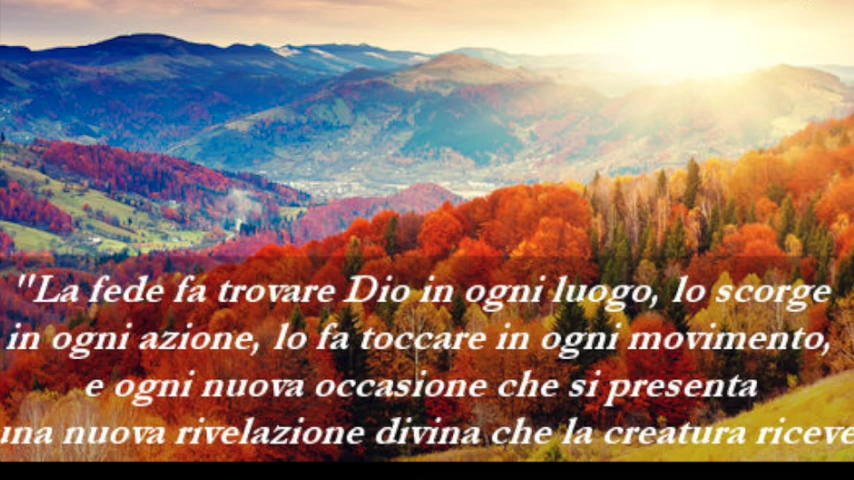 "La fede fa trovare Dio in ogni luogo, lo scorge
in ogni azione, lo fa toccare in ogni movimento,
e ogni nuova occasione che si presenta
una nuova rivelazione divina che la creatura riceve